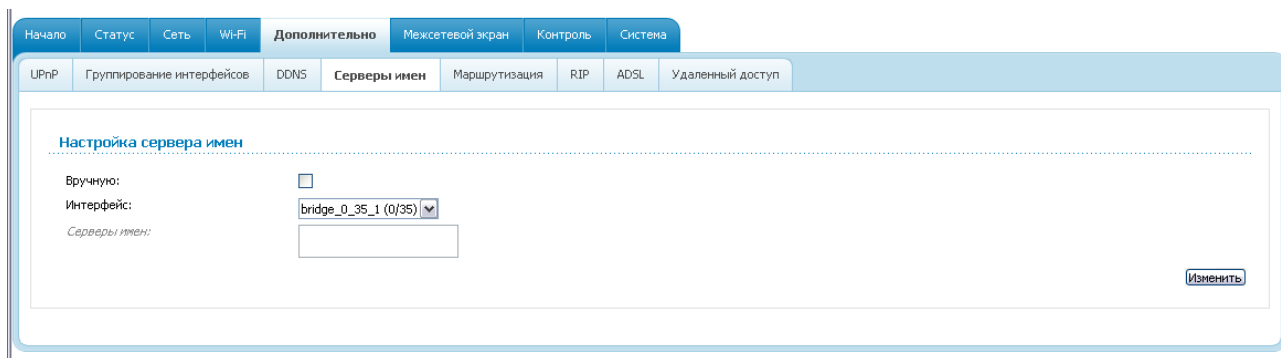 Начало Статус Сеть Wi-Fi Дополнительно Межсетевой экран Контроль Система
UPnP Группирование интерфейсов DDNS Серверы имен Маршрутизация RIP ADSL Удаленный доступ
Настройка сервера имен
Вручную:
Интерфейс: bridge_0_35_1 (0/35)
Серверы имен:
Изменить